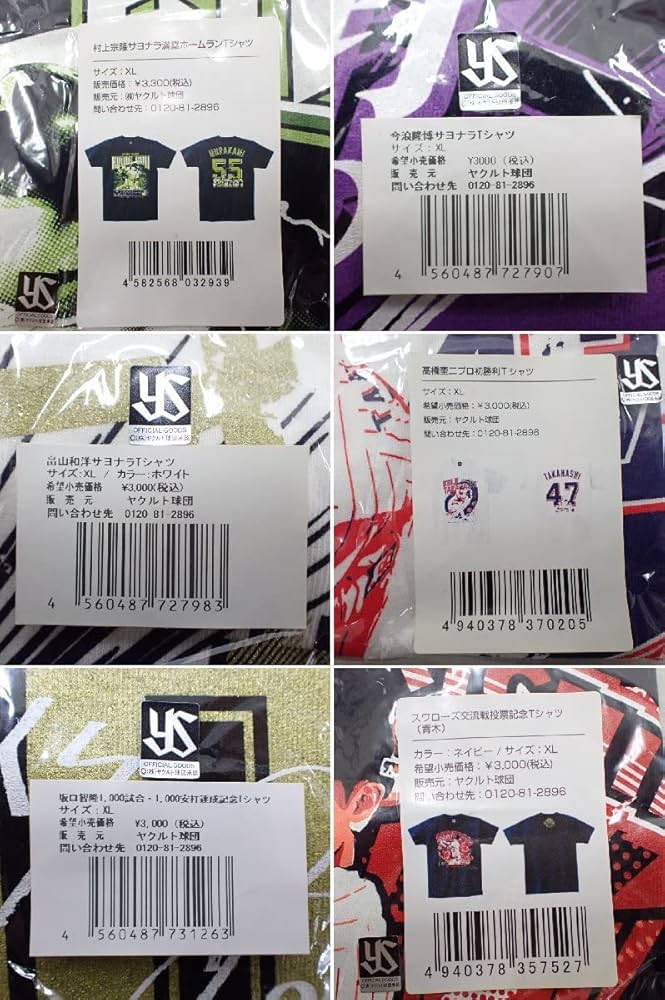 村上宗隆サヨナラ満塁ホームランTシャツ
サイズ：XL
販売価格：￥3,300(税込)
販売元：㈱ヤクルト球団
問い合わせ先：0120-81-2896
MURAKAMI
55
4 582568 032939
YS
OFFICIAL GOODS
YS
今浪隆博サヨナラTシャツ
サイズ：XL
希望小売価格 ￥3000（税込）
販売元 ヤクルト球団
問い合わせ先 0120-81-2896
4 560487 727907
YS
OFFICIAL GOODS
畠山和洋サヨナラTシャツ
サイズ:XL / カラー:ホワイト
希望小売価格 ￥3,000(税込)
販売元 ヤクルト球団
問い合わせ先 0120-81-2896
4 560487 727983
YS
OFFICIAL GOODS
高橋奎二プロ初勝利Tシャツ
サイズ：XL
希望小売価格：￥3,000(税込)
販売元：ヤクルト球団
問い合わせ先：0120-81-2896
TAKAHASHI
47
4 940378 370205
YS
OFFICIAL GOODS
坂口智隆1,000試合・1,000安打達成記念Tシャツ
サイズ:XL
希望小売価格 ￥3,000（税込）
販売元 ヤクルト球団
問い合わせ先 0120-81-2896
4 560487 731263
スワローズ交流戦投票記念Tシャツ
（青木）
カラー：ネイビー / サイズ：XL
希望小売価格：￥3,000(税込)
販売元：ヤクルト球団
問い合わせ先：0120-81-2896
4 940378 357527
YS
OFFICIAL GOODS